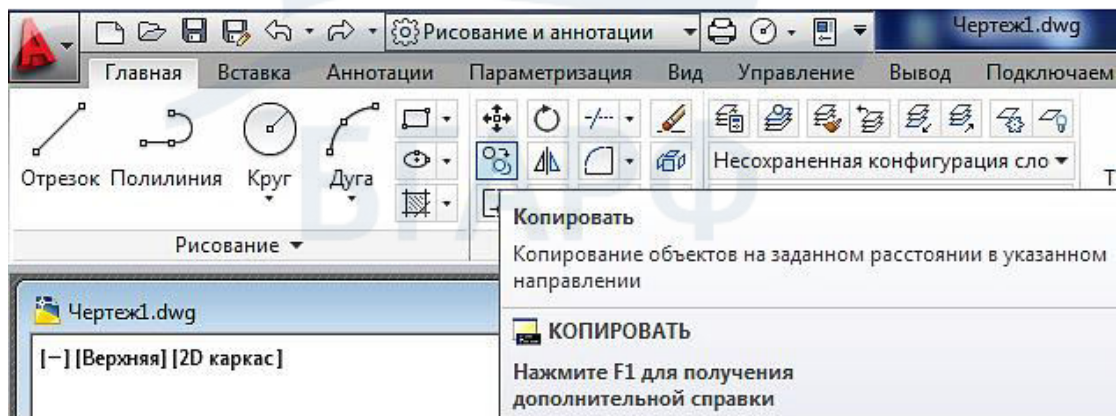 Рисование и аннотации
Чертеж1.dwg
Главная Вставка Аннотации Параметризация Вид Управление Вывод Подключаем
Отрезок Полилиния Круг Дуга
Несохраненная конфигурация сло
Т
Рисование
Копировать
Копирование объектов на заданном расстоянии в указанном
направлении
КОПИРОВАТЬ
Нажмите F1 для получения
дополнительной справки
Чертеж1.dwg
[−] [Верхняя] [2D каркас]
БГАРФ